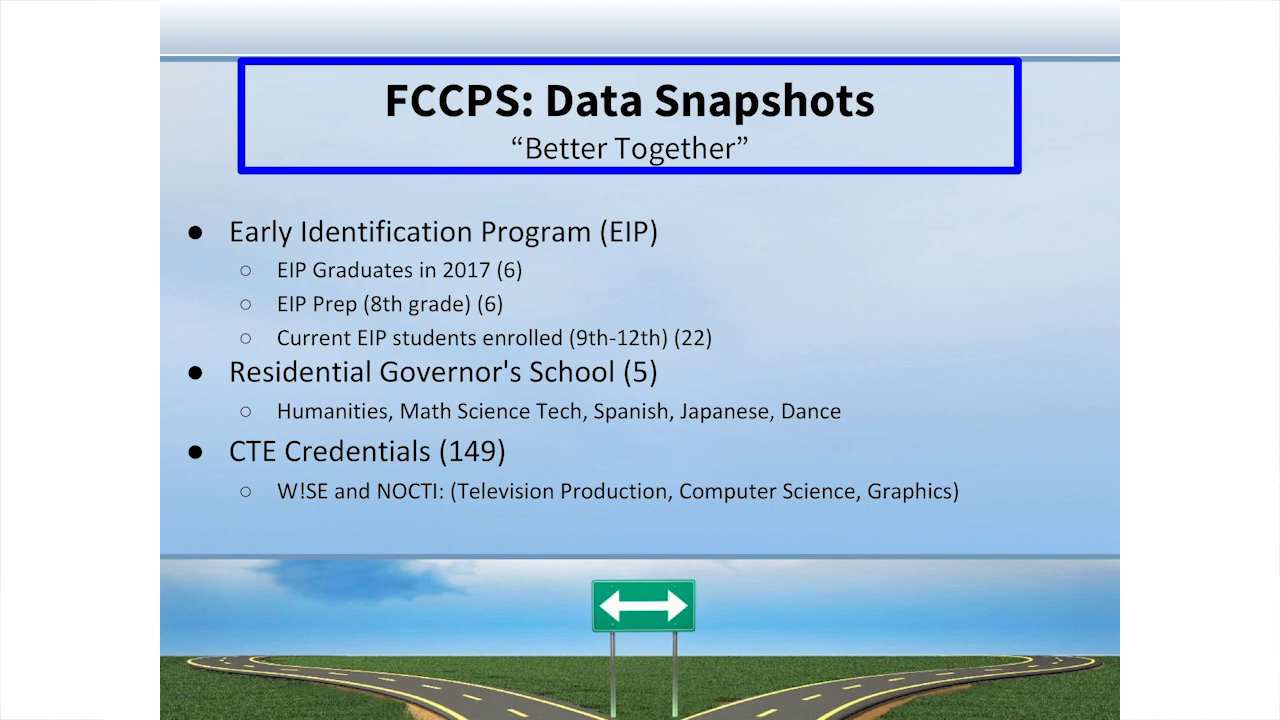 FCCPS: Data Snapshots
“Better Together”
● Early Identification Program (EIP)
○ EIP Graduates in 2017 (6)
○ EIP Prep (8th grade) (6)
○ Current EIP students enrolled (9th-12th) (22)
● Residential Governor's School (5)
○ Humanities, Math Science Tech, Spanish, Japanese, Dance
● CTE Credentials (149)
○ W!SE and NOCTI: (Television Production, Computer Science, Graphics)